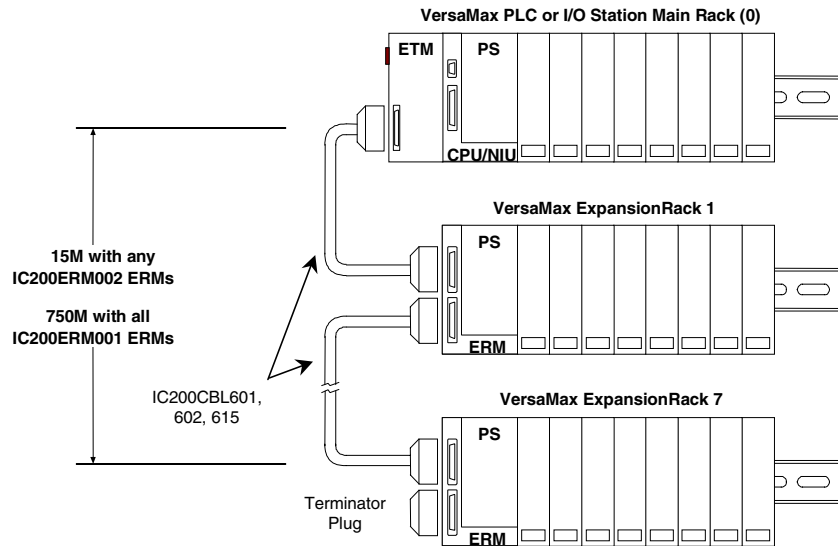 VersaMax PLC or I/O Station Main Rack (0)
ETM
PS
CPU/NIU
VersaMax ExpansionRack 1
PS
15M with any
IC200ERM002 ERMs
750M with all
IC200ERM001 ERMs
ERM
IC200CBL601,
602, 615
VersaMax ExpansionRack 7
PS
Terminator
Plug
ERM